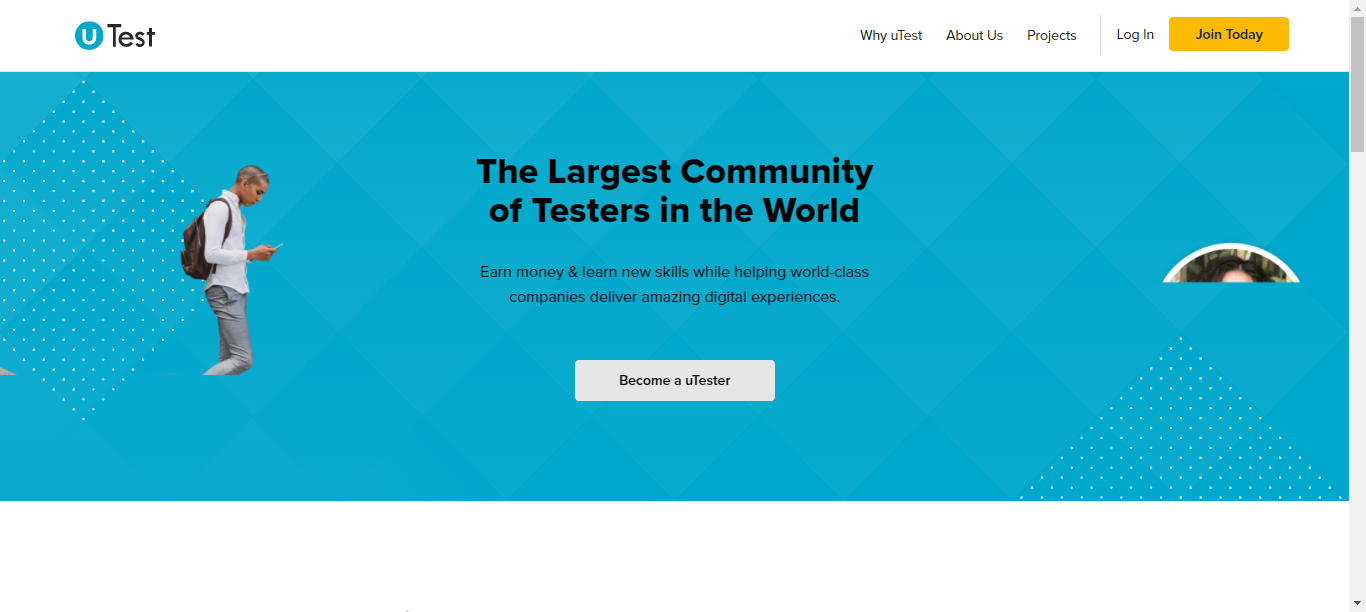 uTest
Why uTest
About Us
Projects
Log In
Join Today
The Largest Community
of Testers in the World
Earn money & learn new skills while helping world-class
companies deliver amazing digital experiences.
Become a uTester